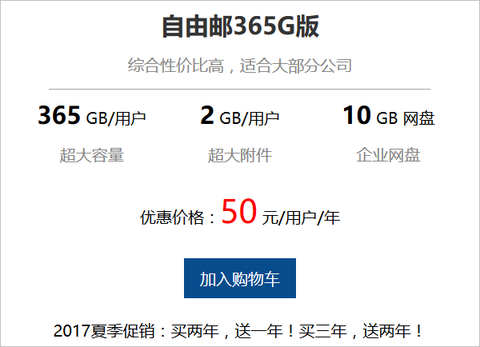 自由邮365G版
综合性价比高，适合大部分公司
365 GB/用户 2 GB/用户 10 GB 网盘
超大容量 超大附件 企业网盘
优惠价格：50 元/用户/年
加入购物车
2017夏季促销：买两年，送一年！买三年，送两年！